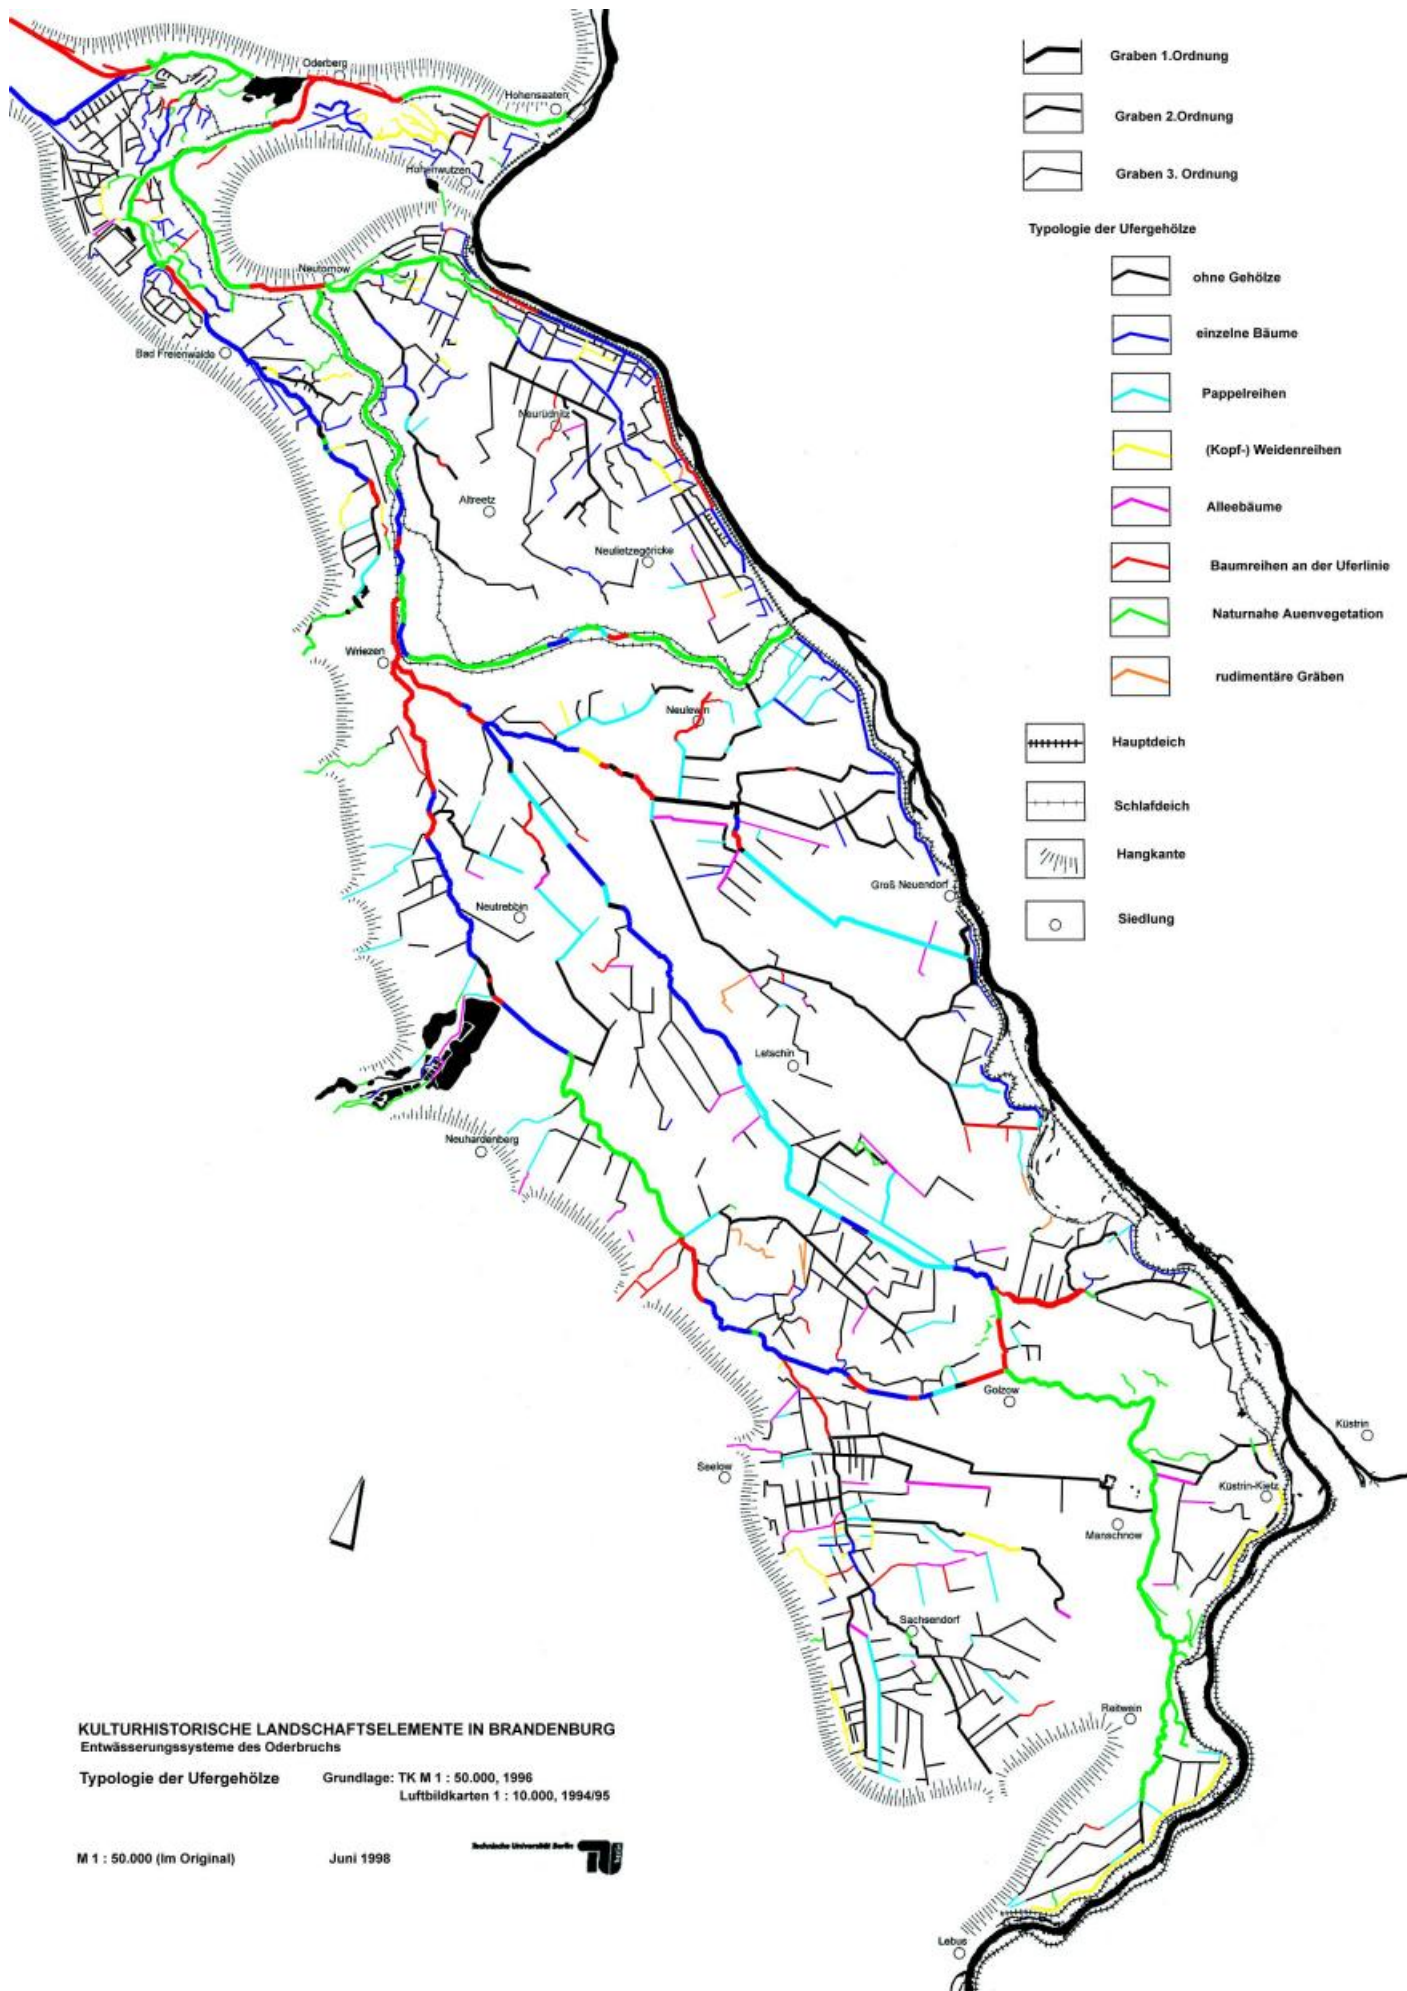 Graben 1.Ordnung
Graben 2.Ordnung
Graben 3. Ordnung
Typologie der Ufergehölze
ohne Gehölze
einzelne Bäume
Pappelreihen
(Kopf-) Weidenreihen
Alleebäume
Baumreihen an der Uferlinie
Naturnahe Auenvegetation
rudimentäre Gräben
Hauptdeich
Schlafdeich
Hangkante
Siedlung
Oderberg
Hohensaaten
Hohenwutzen
Neutornow
Bad Freienwalde
Neurüdnitz
Altreetz
Neulietzegöricke
Wriezen
Neulewin
Groß Neuendorf
Neutrebbin
Letschin
Neuhardenberg
Golzow
Küstrin
Seelow
Küstrin-Kietz
Manschnow
Sachsendorf
Reitwein
Lebus
KULTURHISTORISCHE LANDSCHAFTSELEMENTE IN BRANDENBURG
Entwässerungssysteme des Oderbruchs
Typologie der Ufergehölze Grundlage: TK M 1 : 50.000, 1996
Luftbildkarten 1 : 10.000, 1994/95
M 1 : 50.000 (Im Original) Juni 1998
Technische Universität Berlin